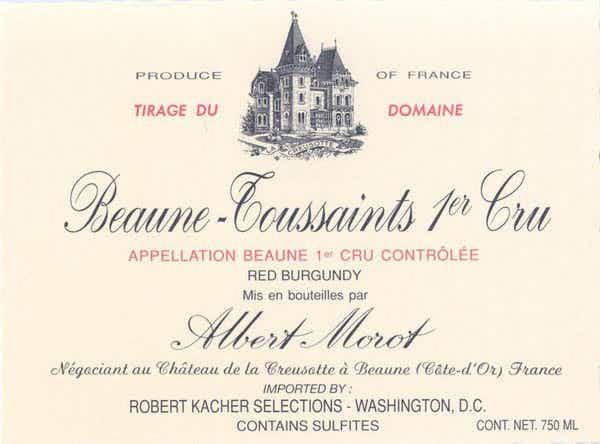 PRODUCE OF FRANCE
TIRAGE DU DOMAINE
LA CREUSOTTE
Beaune-Toussaints 1er Cru
APPELLATION BEAUNE 1er CRU CONTRÔLÉE
RED BURGUNDY
Mis en bouteilles par
Albert Morot
Négociant au Château de la Creusotte à Beaune (Côte-d'Or) France
IMPORTED BY :
ROBERT KACHER SELECTIONS - WASHINGTON, D.C.
CONTAINS SULFITES
CONT. NET. 750 ML